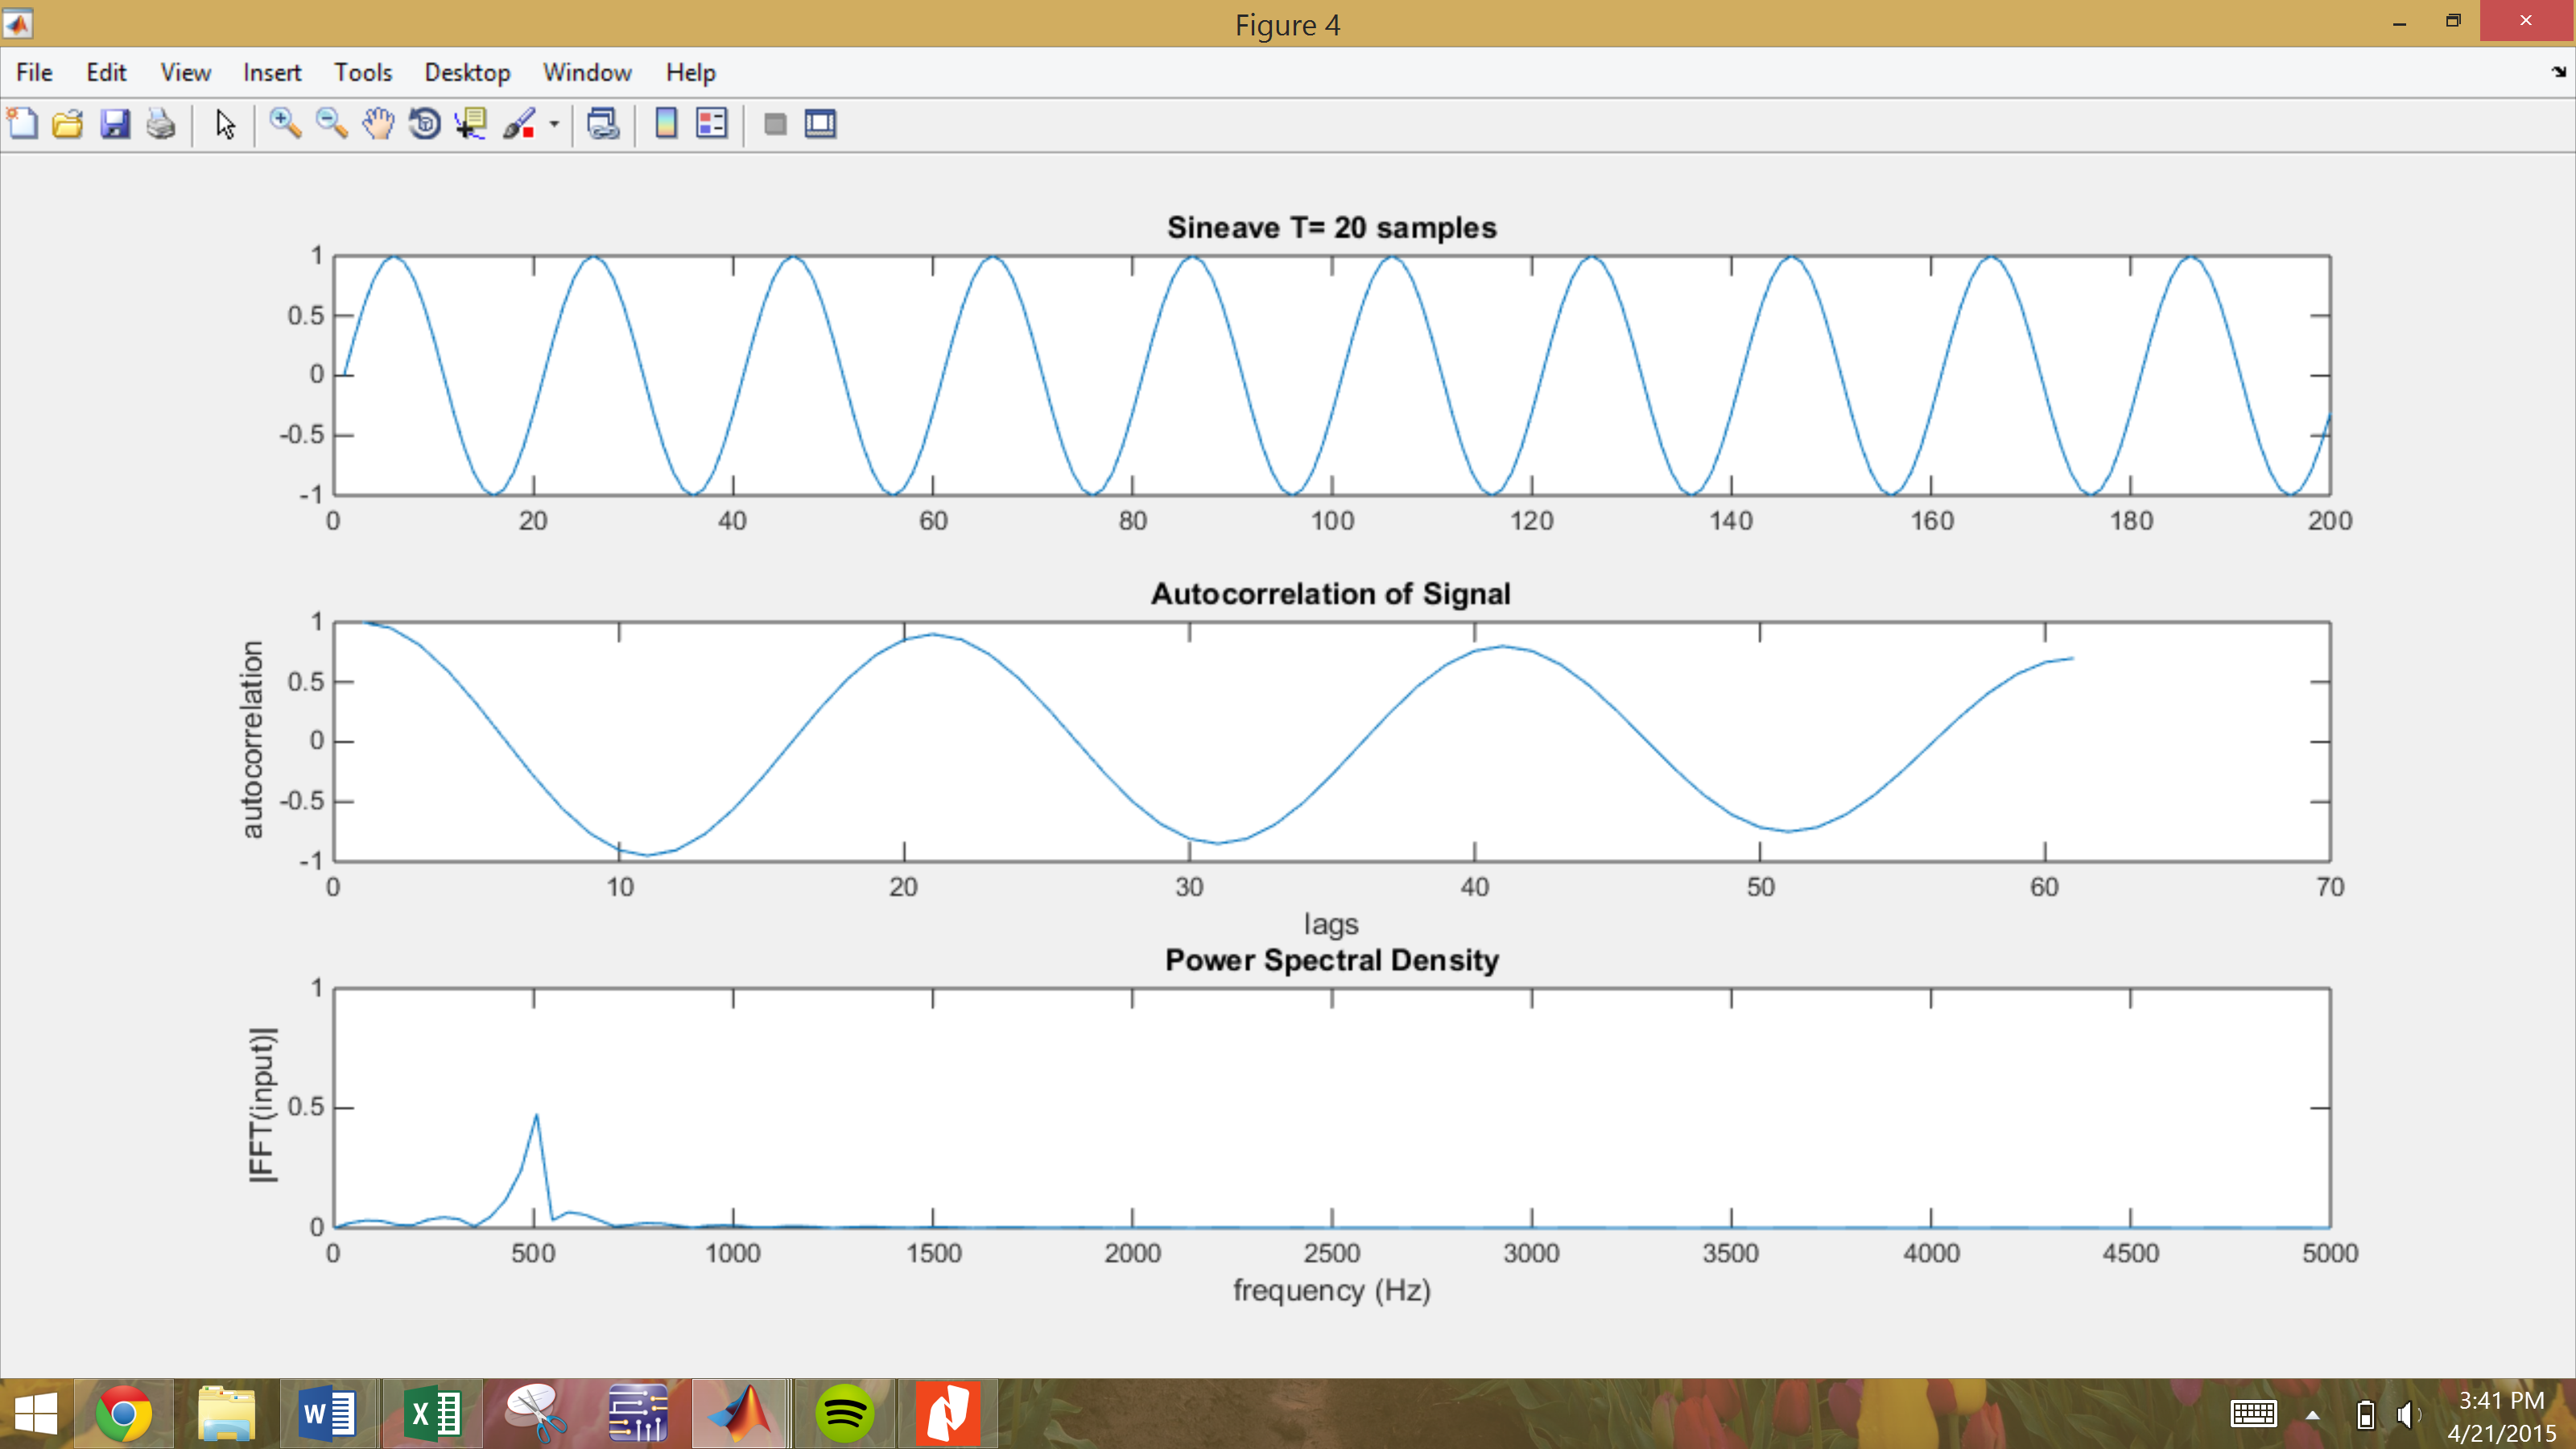 Figure 4
File Edit View Insert Tools Desktop Window Help
Sineave T= 20 samples
1
0.5
0
-0.5
-1
0 20 40 60 80 100 120 140 160 180 200
Autocorrelation of Signal
autocorrelation
1
0.5
0
-0.5
-1
0 10 20 30 40 50 60 70
lags
Power Spectral Density
|FFT(input)|
1
0.5
0
0 500 1000 1500 2000 2500 3000 3500 4000 4500 5000
frequency (Hz)
W X
3:41 PM
4/21/2015